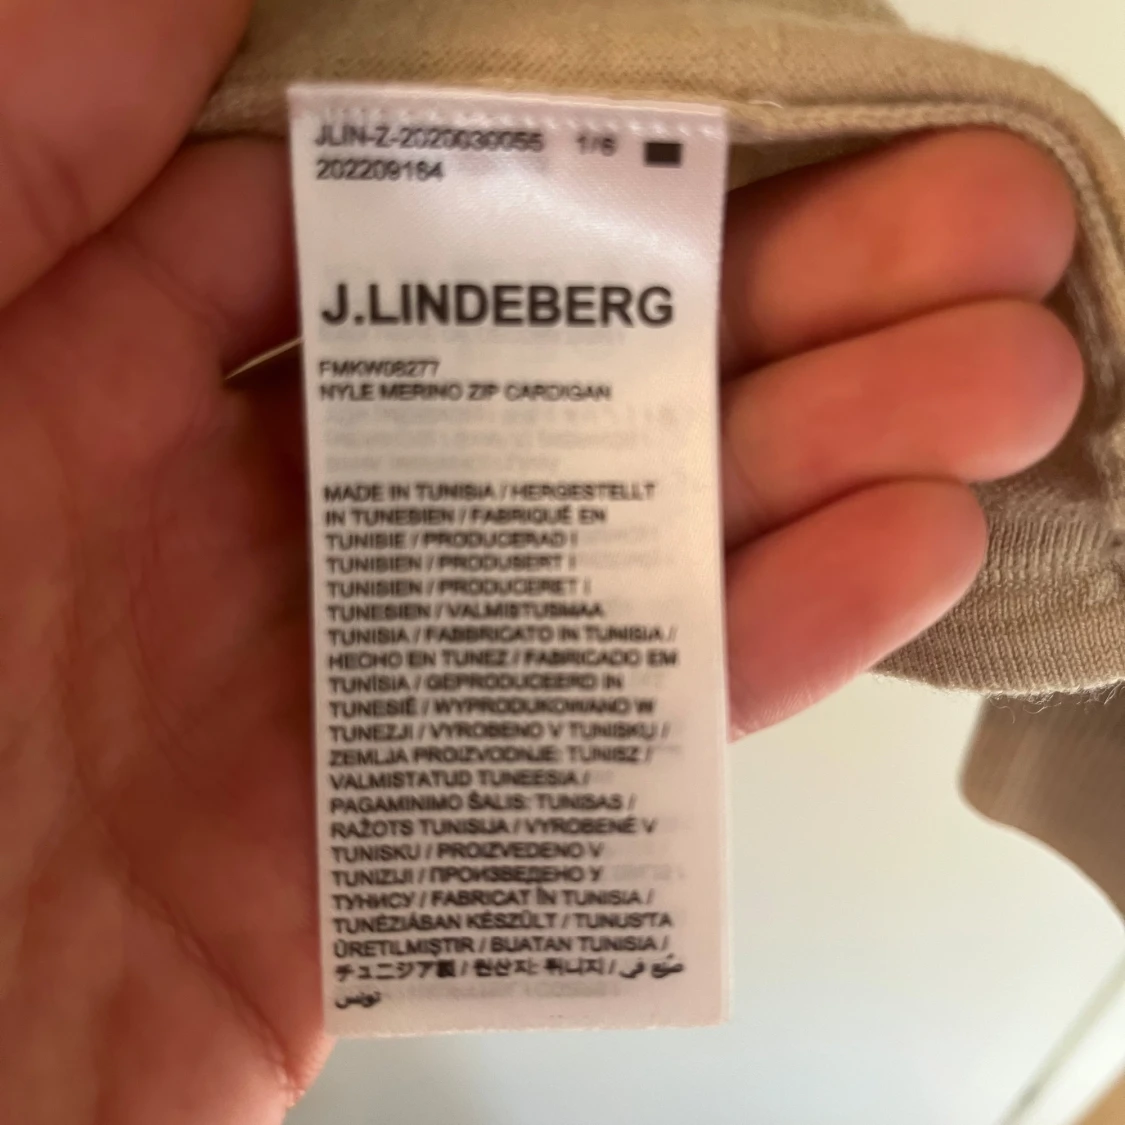 JLIN-Z-2020030056 1/6
202209164
J.LINDEBERG
FMKW08277
NYLE MERINO ZIP CARDIGAN
MADE IN TUNISIA / HERGESTELLT
IN TUNESIEN / FABRIQUÉ EN
TUNISIE / PRODUCERAD I
TUNISIEN / PRODUSERT I
TUNISIEN / PRODUCERET I
TUNESIEN / VALMISTUSMAA
TUNISIA / FABBRICATO IN TUNISIA /
HECHO EN TUNEZ / FABRICADO EM
TUNÍSIA / GEPRODUCEERD IN
TUNESIË / WYPRODUKOWANO W
TUNEZJI / VYROBENO V TUNISKU /
ZEMLJA PROIZVODNJE: TUNISZ /
VALMISTATUD TUNEESIA /
PAGAMINIMO ŠALIS: TUNISAS /
RAŽOTS TUNISIJA / VYROBENÉ V
TUNISKU / PROIZVEDENO V
TUNIZIJI / ПРОИЗВЕДЕНО У
ТУНИСУ / FABRICAT ÎN TUNISIA /
TUNÉZIÁBAN KÉSZÜLT / TUNUS'TA
ÜRETILMIŞTIR / BUATAN TUNISIA /
チュニジア製 / 원산지: 튀니지 / صنع في
تونس